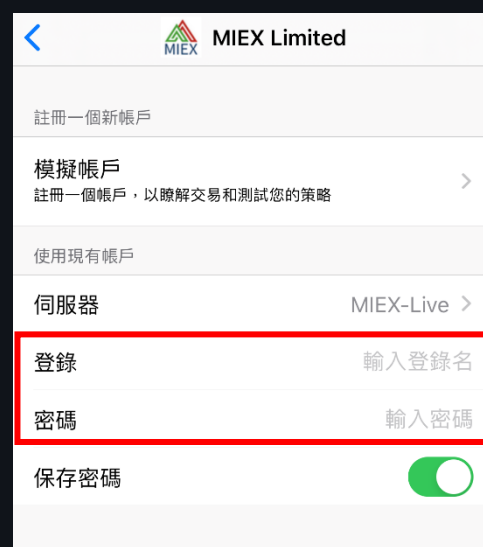 MIEX
MIEX Limited
註冊一個新帳戶
模擬帳戶
註冊一個帳戶，以瞭解交易和測試您的策略
使用現有帳戶
伺服器 MIEX-Live
登錄 輸入登錄名
密碼 輸入密碼
保存密碼